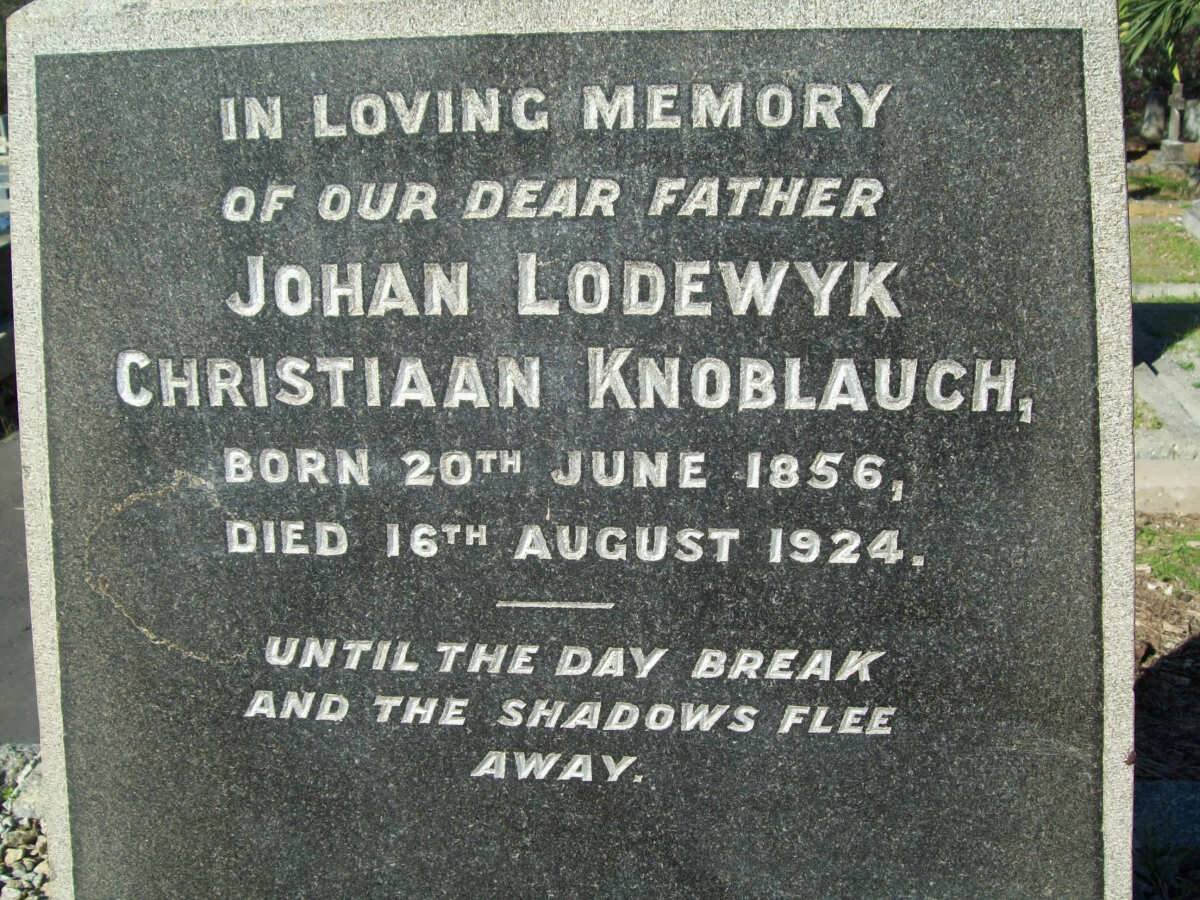 IN LOVING MEMORY
OF OUR DEAR FATHER
JOHAN LODEWYK
CHRISTIAAN KNOBLAUCH,
BORN 20TH JUNE 1856,
DIED 16TH AUGUST 1924.
UNTIL THE DAY BREAK
AND THE SHADOWS FLEE
AWAY.